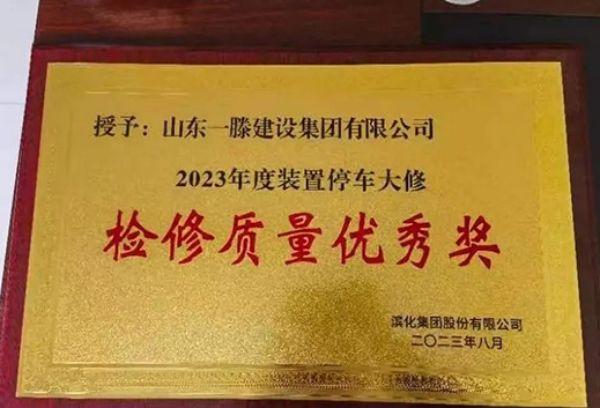 授予：山东一滕建设集团有限公司
2023年度装置停车大修
检修质量优秀奖
滨化集团股份有限公司
二〇二三年八月